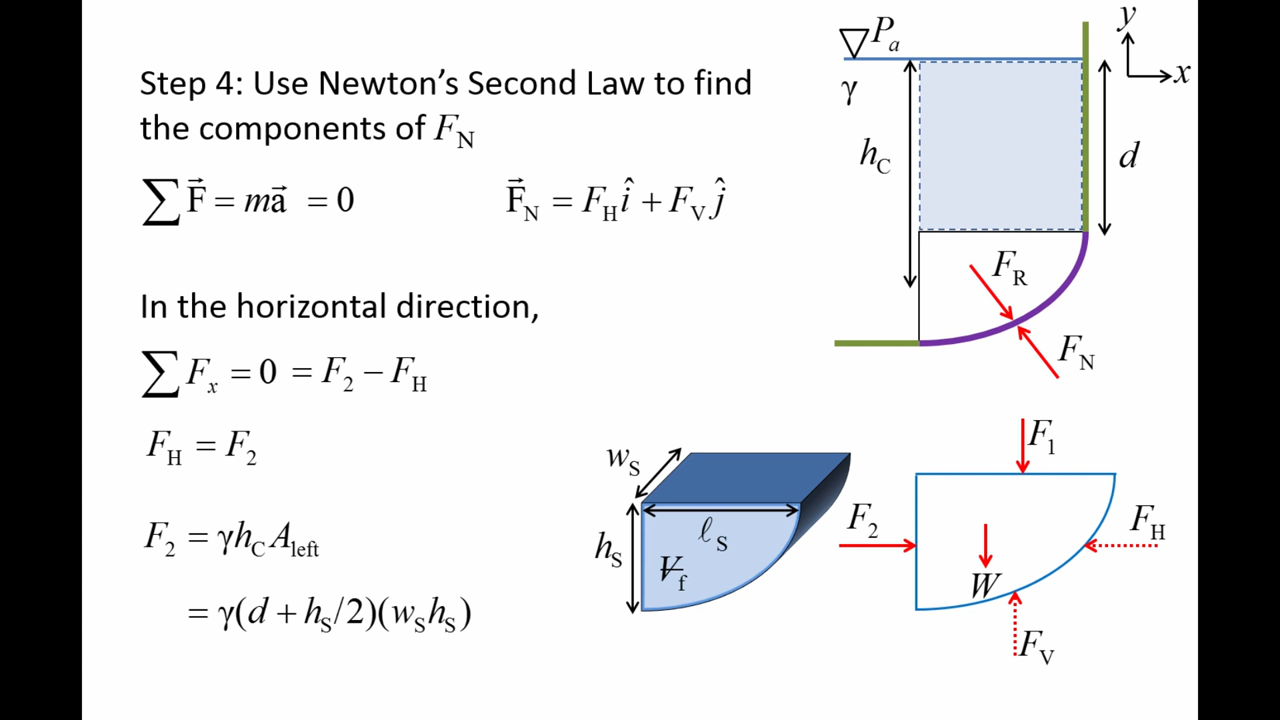 Step 4: Use Newton's Second Law to find
the components of F_N
∑F⃗ = ma⃗ = 0
F⃗_N = F_H î + F_V ĵ
In the horizontal direction,
∑F_x = 0 = F_2 − F_H
F_H = F_2
F_2 = γh_C A_left
= γ(d + h_S/2)(w_S h_S)
P_a
γ
h_C
d
y
x
F_R
F_N
w_S
h_S
ℓ_S
V_f
F_1
F_2
W
F_H
F_V